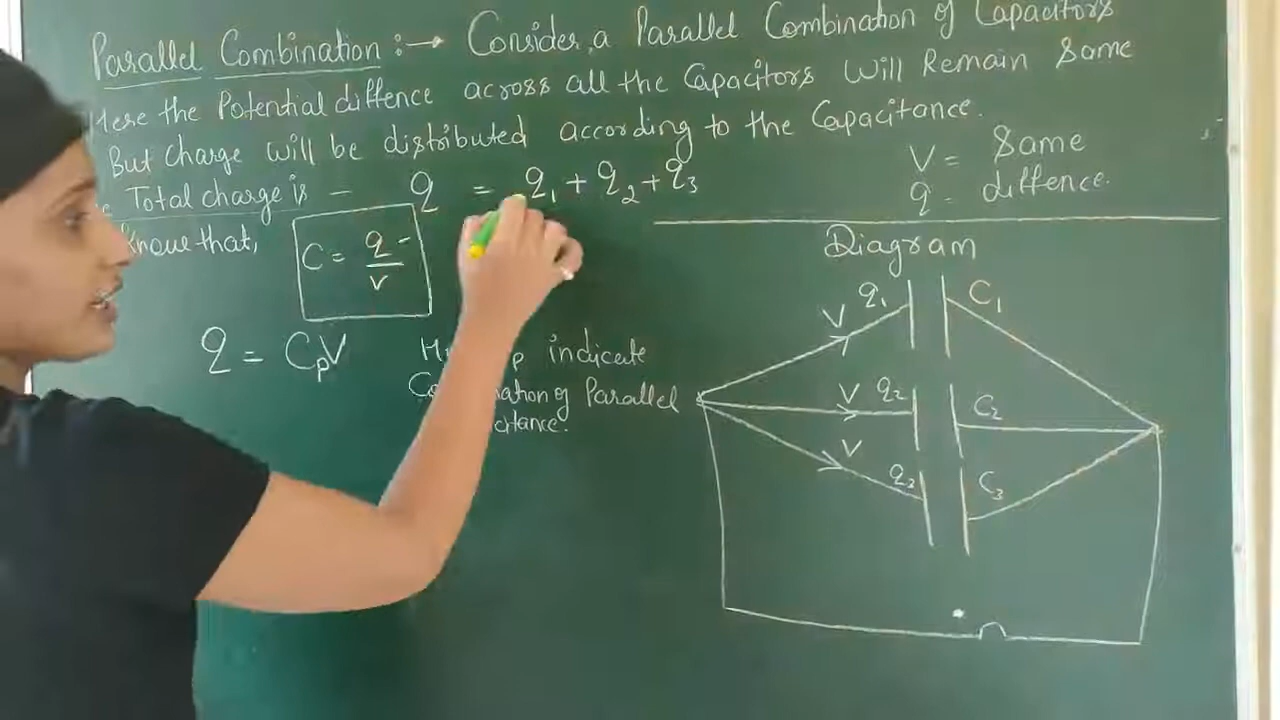 Parallel Combination :→ Consider a Parallel Combination of Capacitors
Here the Potential diffence across all the Capacitors Will Remain Same
But Charge will be distributed according to the Capacitance.
Total charge is - q = q1 + q2 + q3
Know that,
C = q/v
q = CpV
indicate
of Parallel
V = Same
q = diffence.
Diagram
V q1 C1
V q2 C2
V q3 C3